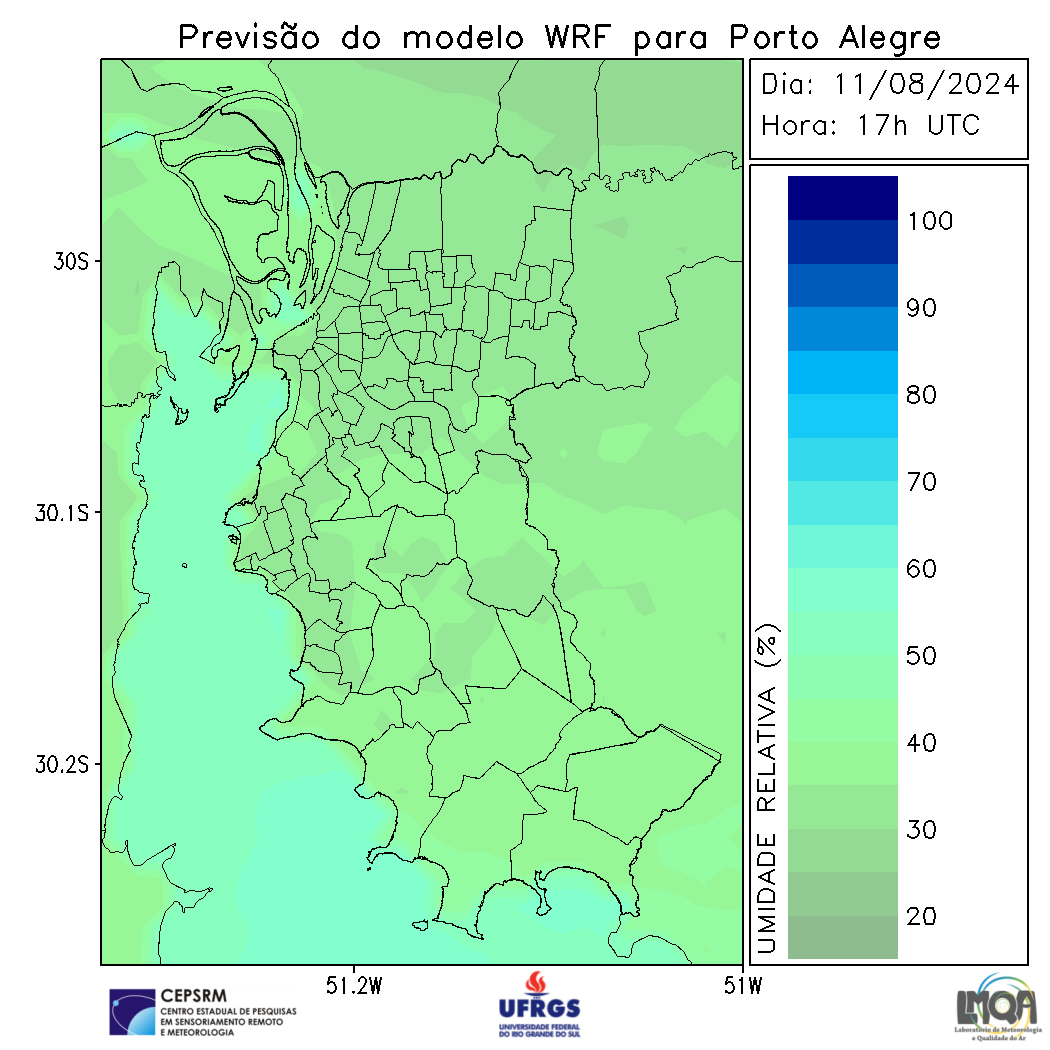 Previsão do modelo WRF para Porto Alegre
Dia: 11/08/2024
Hora: 17h UTC
30S
30.1S
30.2S
51.2W
51W
UMIDADE RELATIVA (%)
100
90
80
70
60
50
40
30
20
CEPSRM
CENTRO ESTADUAL DE PESQUISAS
EM SENSORIAMENTO REMOTO
E METEOROLOGIA
UFRGS
UNIVERSIDADE FEDERAL
DO RIO GRANDE DO SUL
LMQA
Laboratório de Meteorologia
e Qualidade do Ar